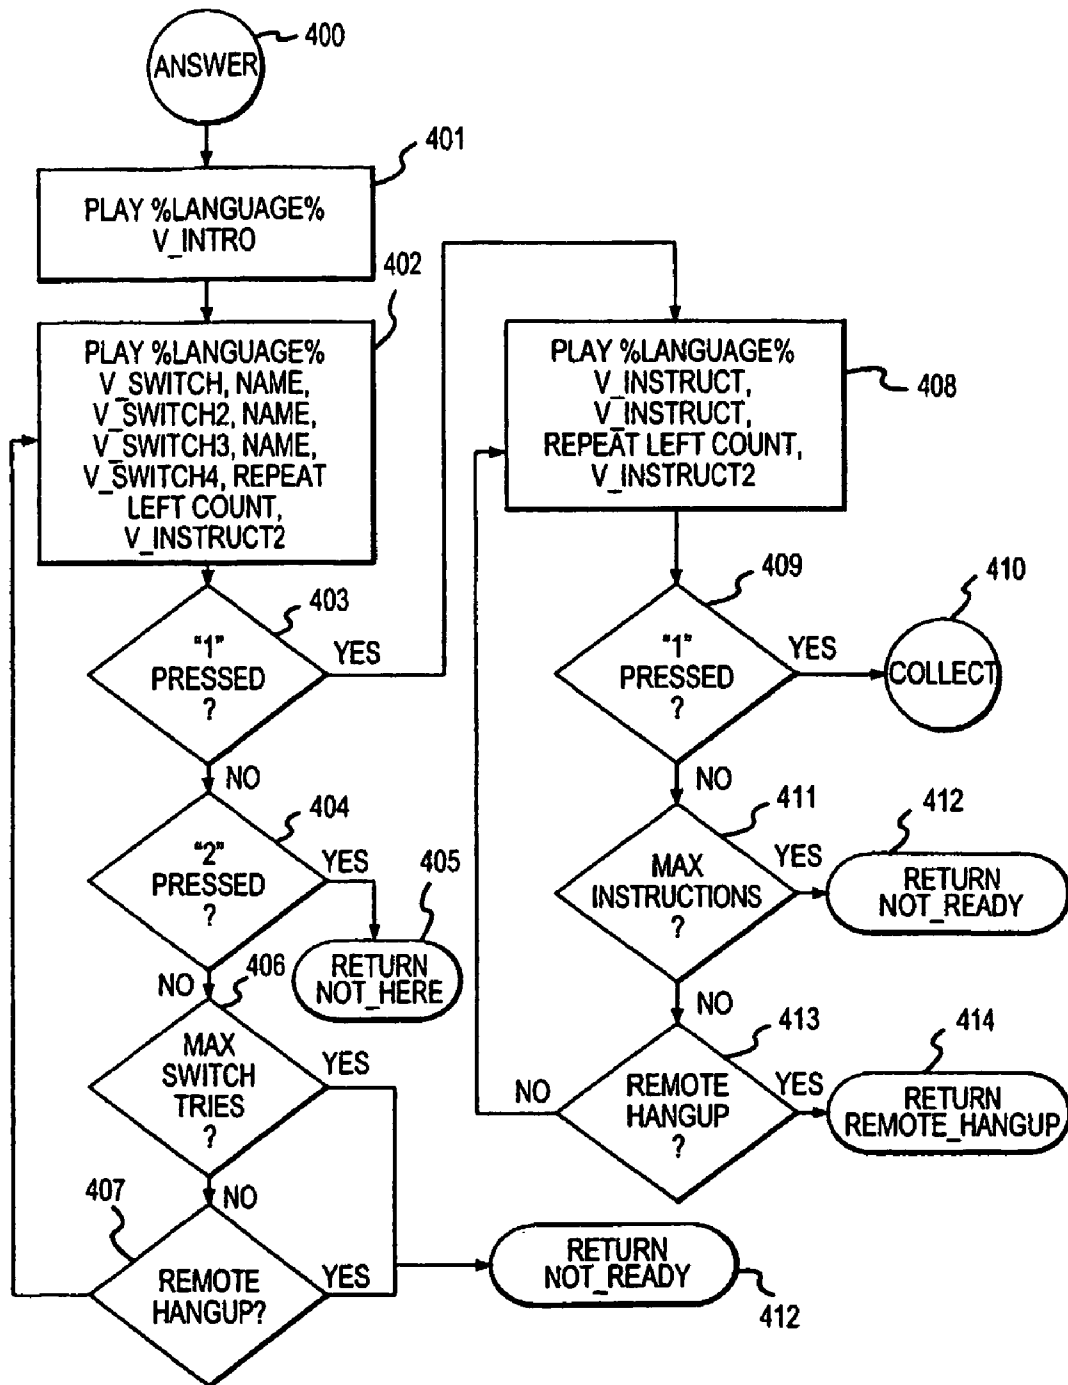 400
ANSWER
401
PLAY %LANGUAGE%
V_INTRO
402
PLAY %LANGUAGE%
V_SWITCH, NAME,
V_SWITCH2, NAME,
V_SWITCH3, NAME,
V_SWITCH4, REPEAT
LEFT COUNT,
V_INSTRUCT2
403
"1"
PRESSED
?
YES
NO
404
"2"
PRESSED
?
YES
405
RETURN
NOT_HERE
NO
406
MAX
SWITCH
TRIES
?
YES
NO
407
REMOTE
HANGUP?
YES
RETURN
NOT_READY
412
PLAY %LANGUAGE%
V_INSTRUCT,
V_INSTRUCT,
REPEAT LEFT COUNT,
V_INSTRUCT2
408
409
"1"
PRESSED
?
YES
410
COLLECT
NO
411
MAX
INSTRUCTIONS
?
YES
412
RETURN
NOT_READY
NO
413
REMOTE
HANGUP
?
NO
YES
414
RETURN
REMOTE_HANGUP